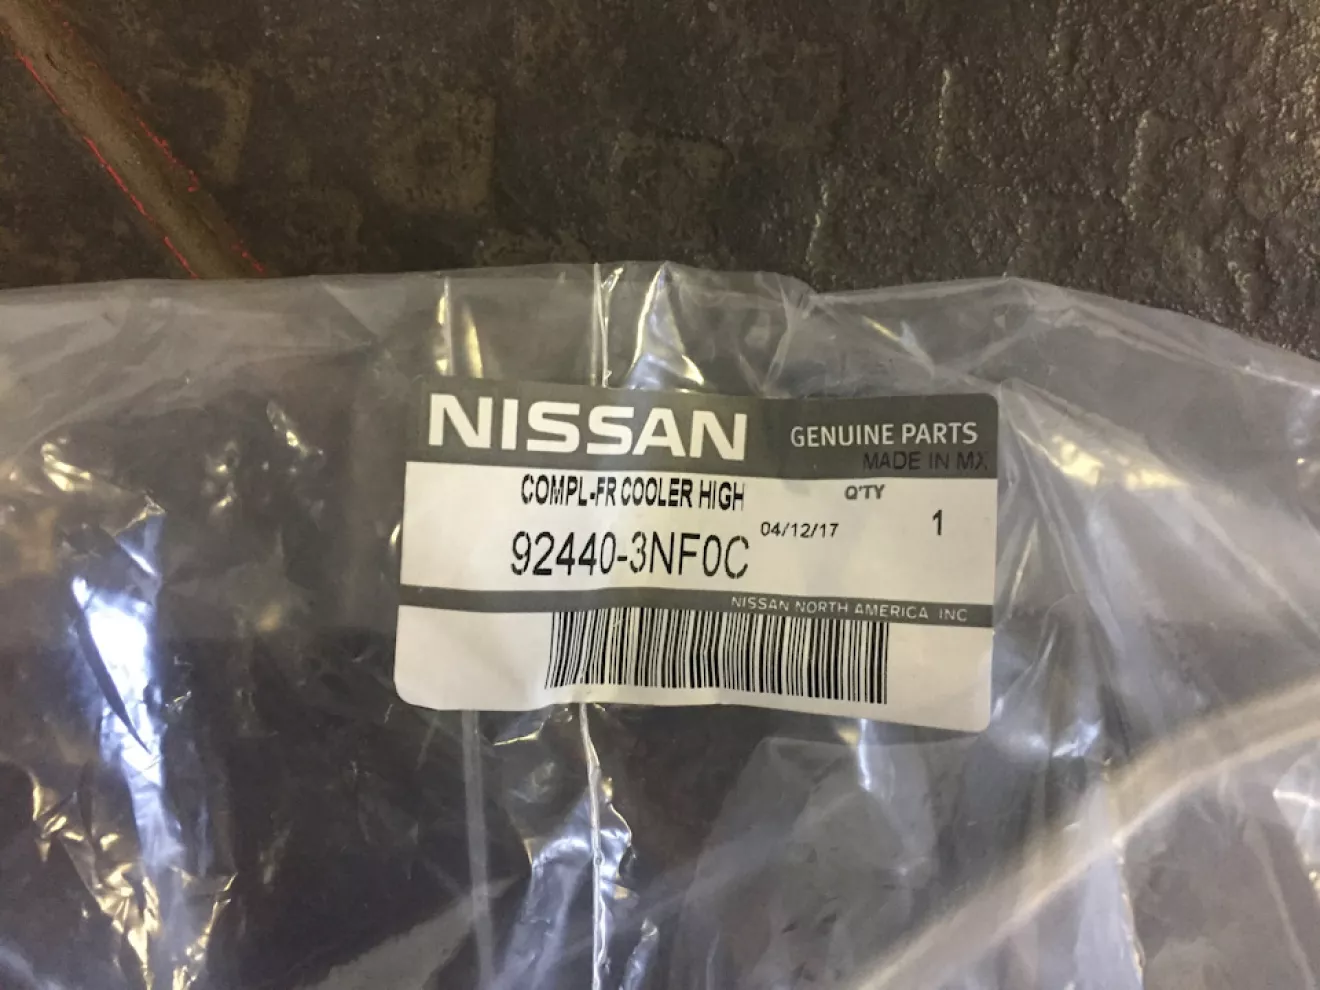 NISSAN
GENUINE PARTS
MADE IN MX
COMPL-FR COOLER HIGH
Q'TY
92440-3NF0C
04/12/17
1
NISSAN NORTH AMERICA, INC